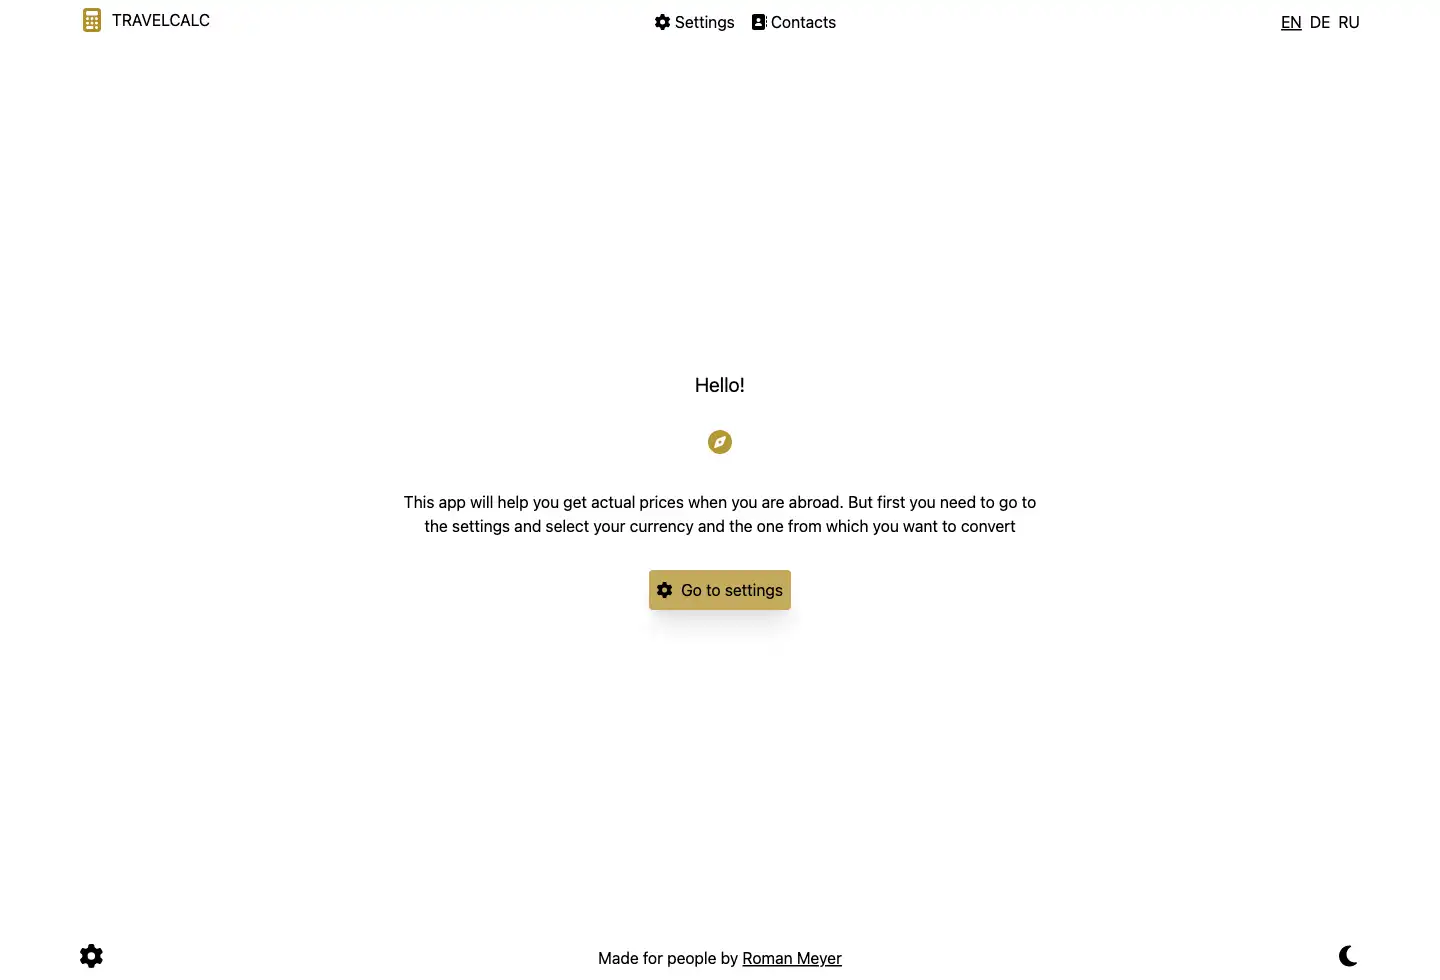 TRAVELCALC
Settings Contacts
EN DE RU
Hello!
This app will help you get actual prices when you are abroad. But first you need to go to
the settings and select your currency and the one from which you want to convert
Go to settings
Made for people by Roman Meyer